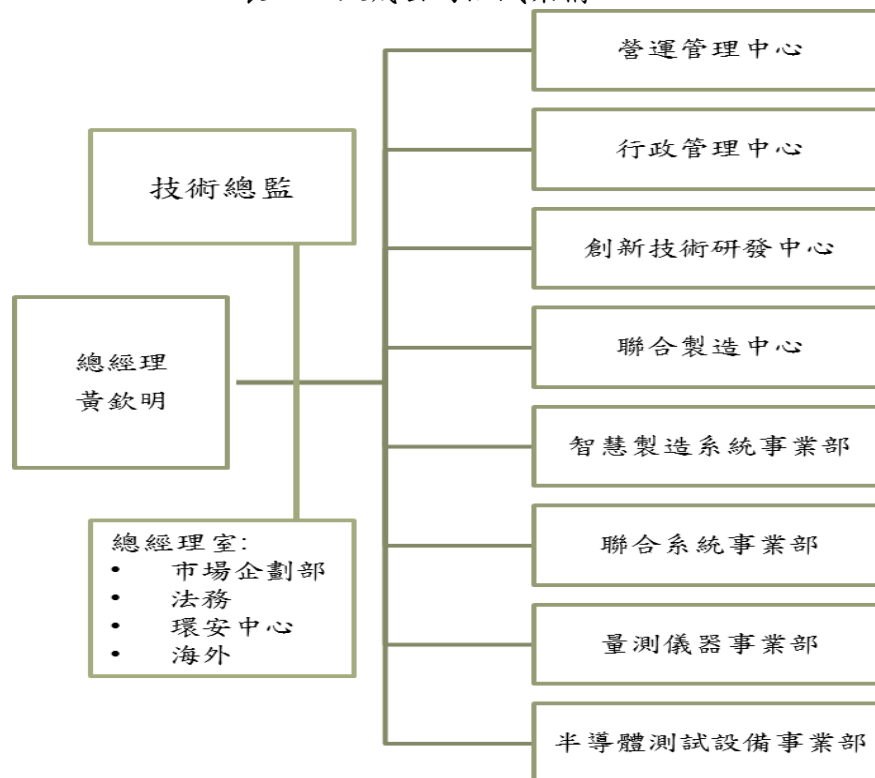 營運管理中心
行政管理中心
技術總監
創新技術研發中心
總經理
黃欽明
聯合製造中心
智慧製造系統事業部
總經理室:
• 市場企劃部
• 法務
• 環安中心
• 海外
聯合系統事業部
量測儀器事業部
半導體測試設備事業部